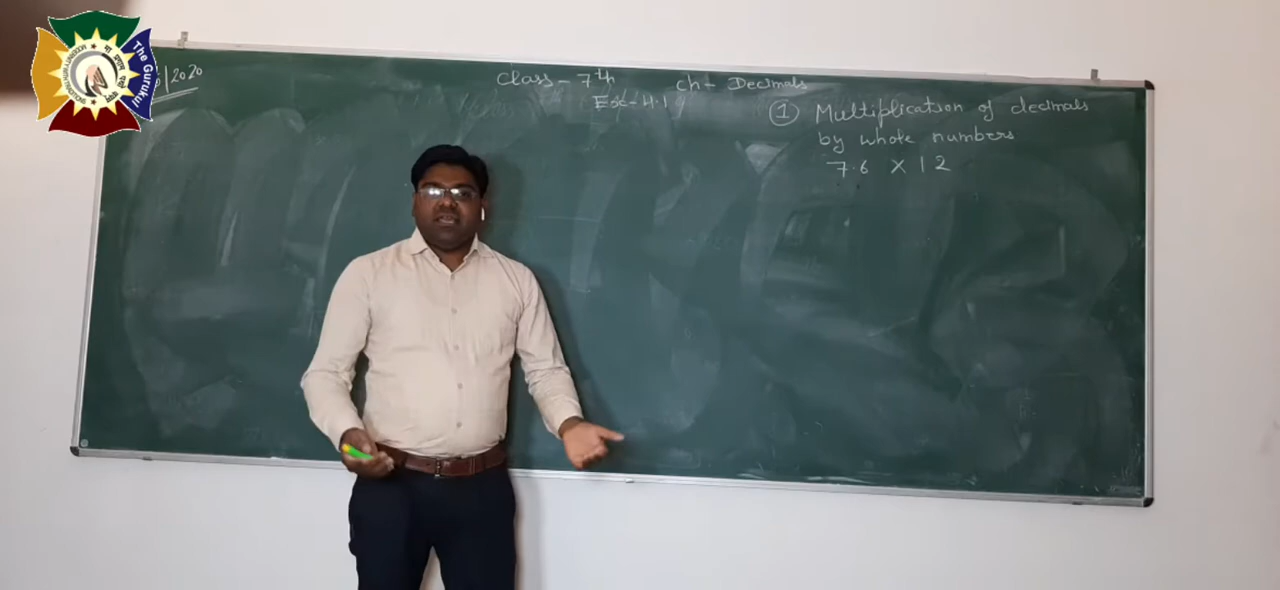 The Gurukul
/2020
Class - 7th
Ch - Decimals
Ex - 4.1
① Multiplication of decimals
by whole numbers
7.6 X 12